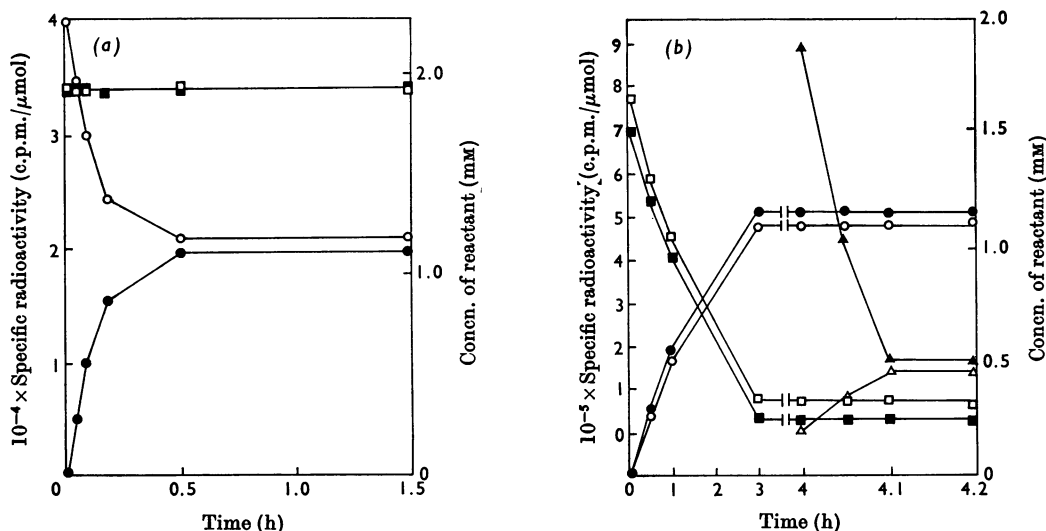 (a)
10⁻⁴ × Specific radioactivity (c.p.m./μmol)
4
3
2
1
2.0
1.0
0
Concn. of reactant (mM)
0 0.5 1.0 1.5
Time (h)
(b)
10⁻⁵ × Specific radioactivity (c.p.m./μmol)
9
8
7
6
5
4
3
2
1
0
2.0
1.5
1.0
0.5
0
Concn. of reactant (mM)
0 1 2 3 4 4.1 4.2
Time (h)